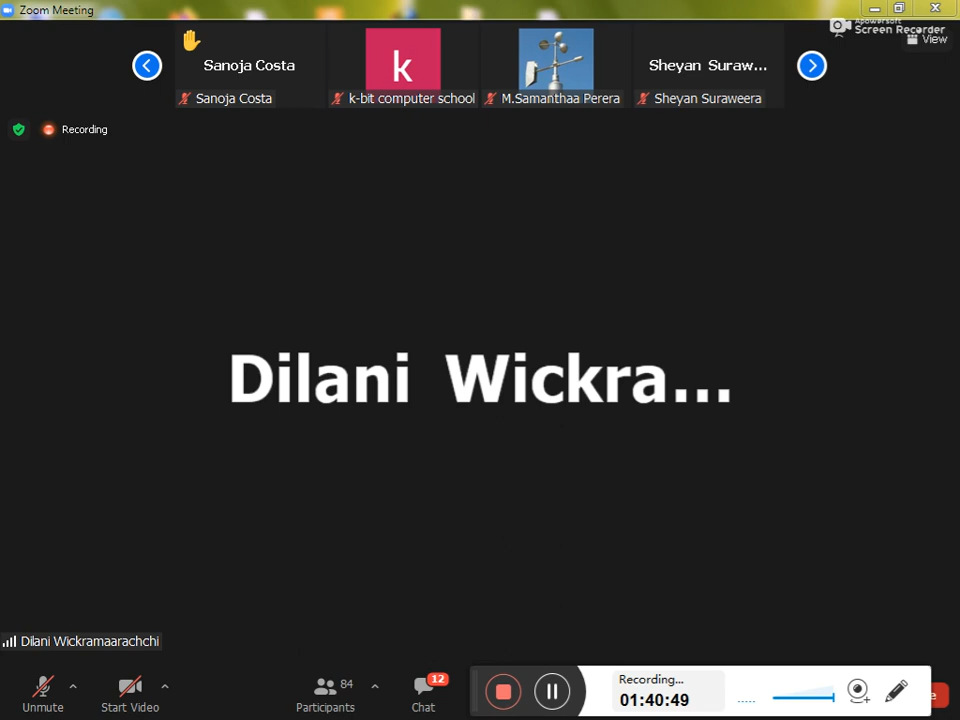 Zoom Meeting
Apowersoft
Screen Recorder
View
Sanoja Costa
k
Sheyan Suraw...
Sanoja Costa
k-bit computer school
M.Samanthaa Perera
Sheyan Suraweera
Recording
Dilani Wickra...
Dilani Wickramaarachchi
Unmute
Start Video
84
Participants
12
Chat
Recording...
01:40:49